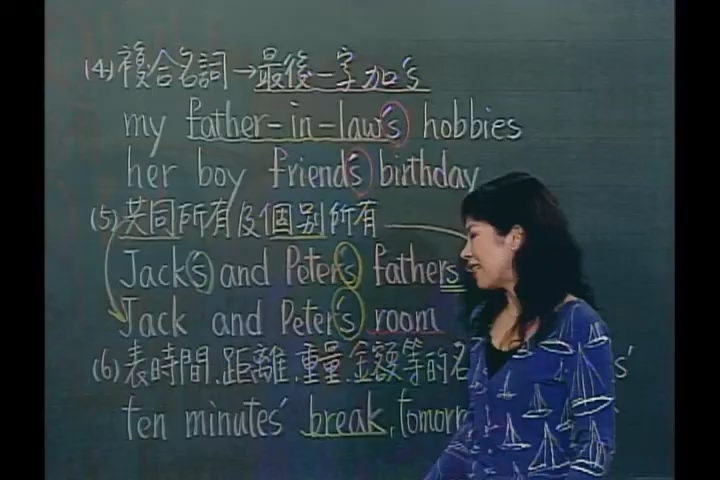 (4) 複合名詞→最後一字加's
my father-in-law's hobbies
her boy friend's birthday
(5) 共同所有及個別所有
Jack's and Peter's fathers
Jack and Peter's room
(6) 表時間、距離、重量、金額等的名 s'
ten minutes' break, tomorr